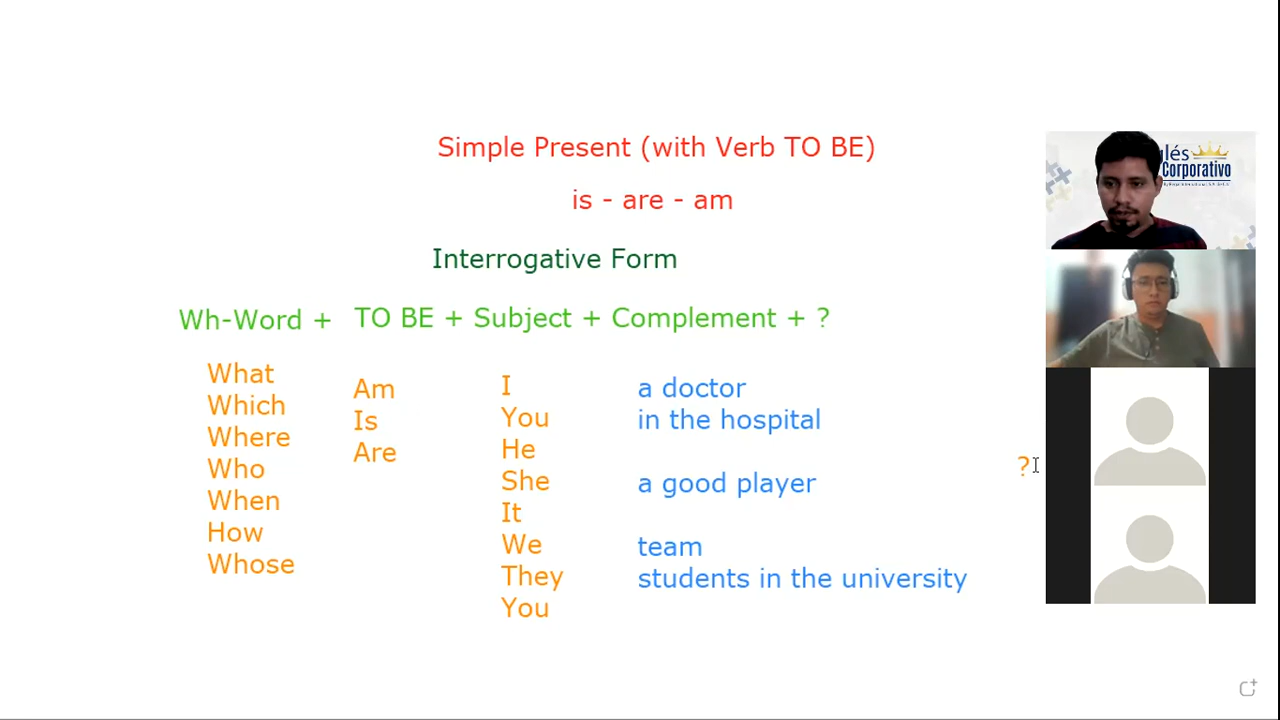 Simple Present (with Verb TO BE)
is - are - am
Interrogative Form
Wh-Word + TO BE + Subject + Complement + ?
What
Which
Where
Who
When
How
Whose
Am
Is
Are
I
You
He
She
It
We
They
You
a doctor
in the hospital
a good player
team
students in the university
?
lés
Corporativo